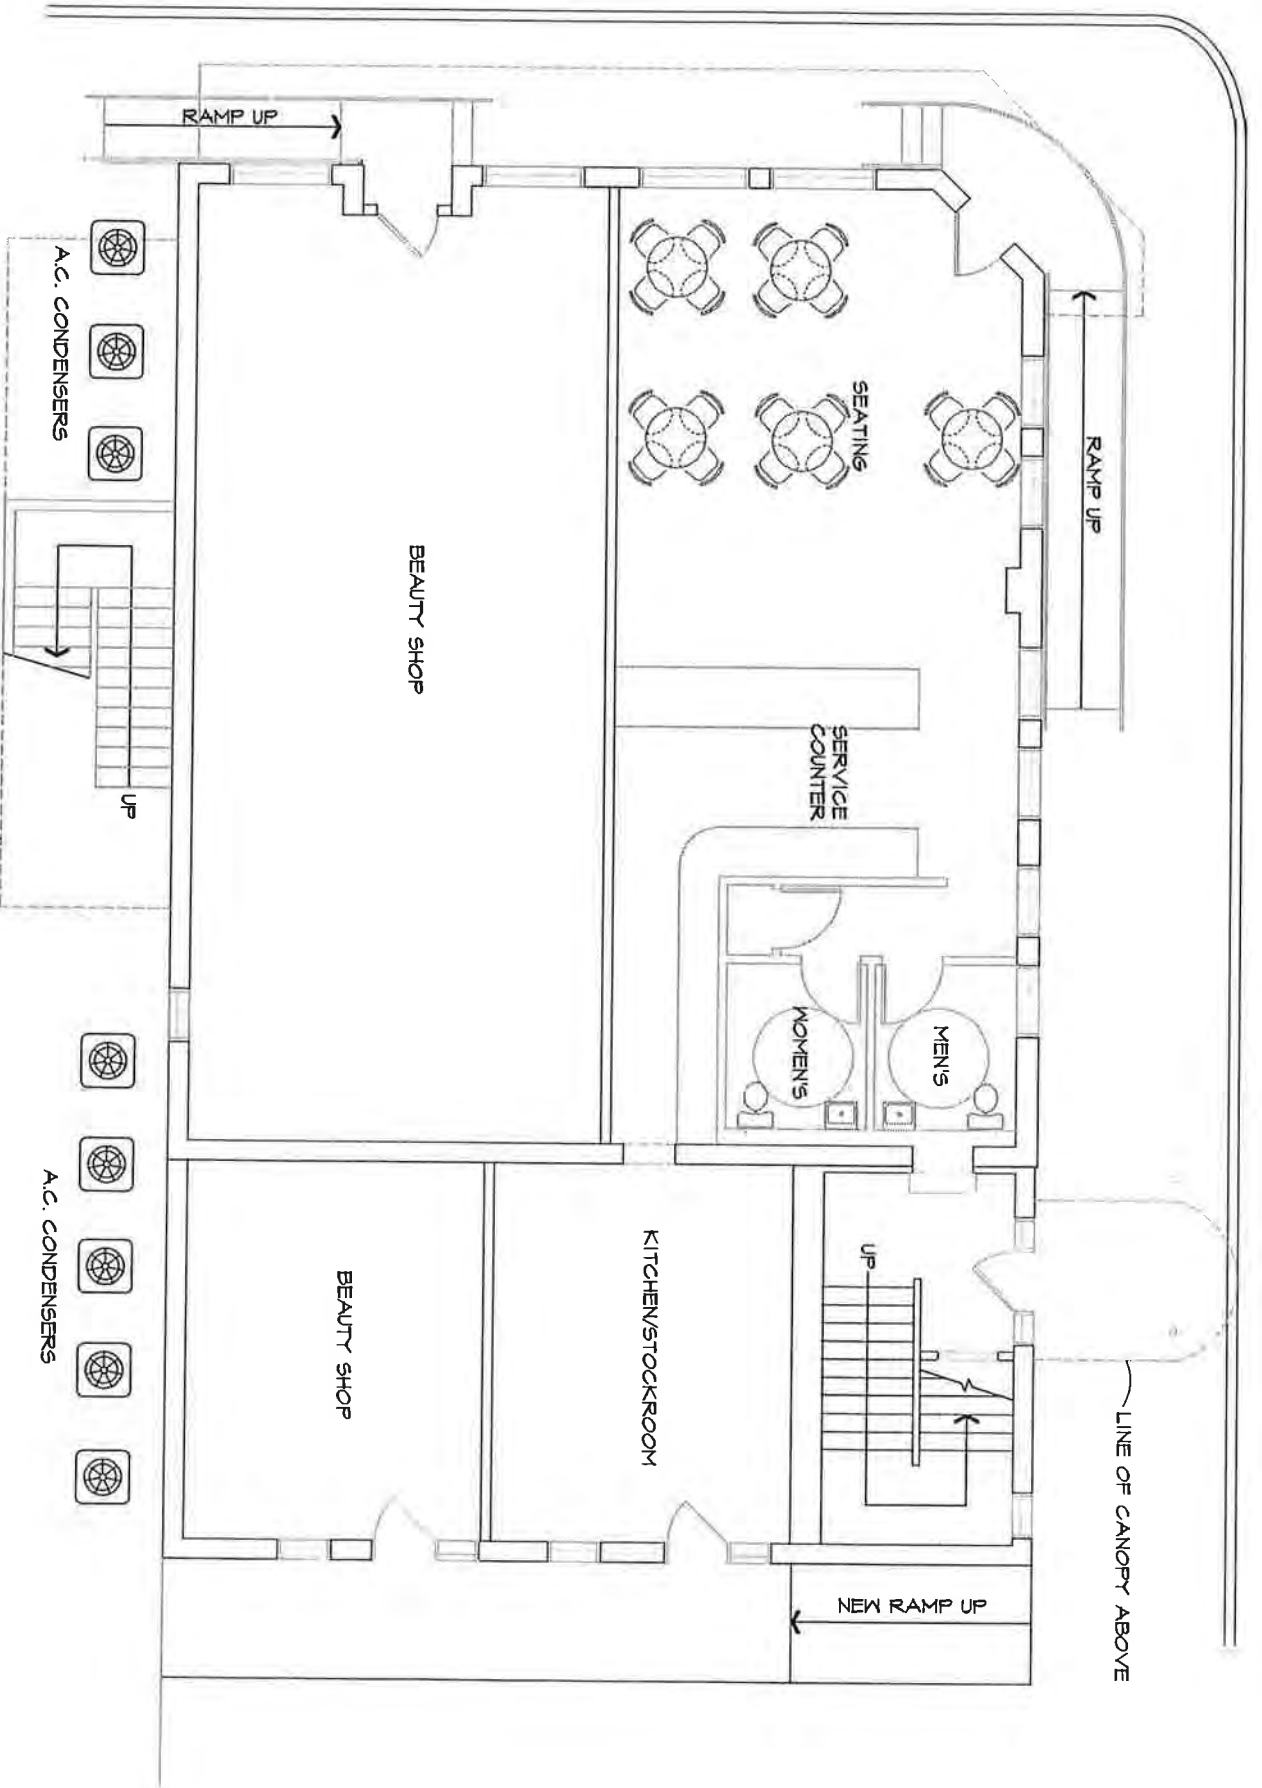 RAMP UP
A.C. CONDENSERS
SEATING
RAMP UP
BEAUTY SHOP
SERVICE
COUNTER
UP
WOMEN'S
MEN'S
A.C. CONDENSERS
BEAUTY SHOP
KITCHEN/STOCKROOM
UP
LINE OF CANOPY ABOVE
NEW RAMP UP